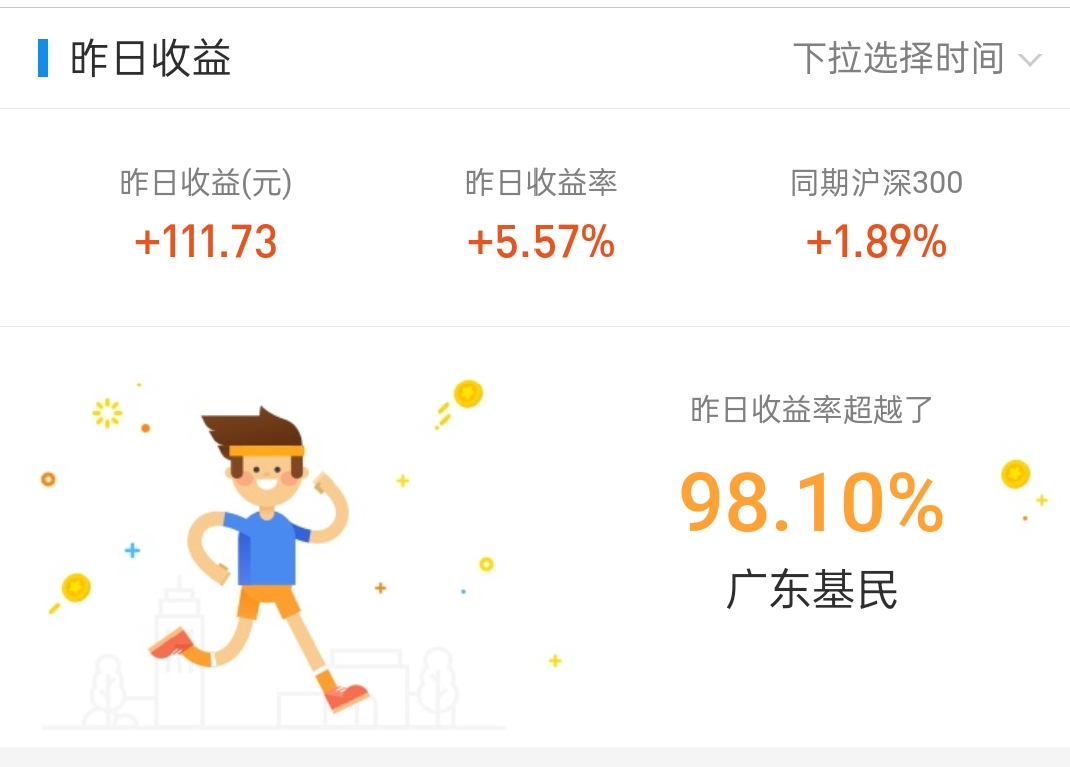 昨日收益
下拉选择时间
昨日收益(元)
昨日收益率
同期沪深300
+111.73
+5.57%
+1.89%
昨日收益率超越了
98.10%
广东基民